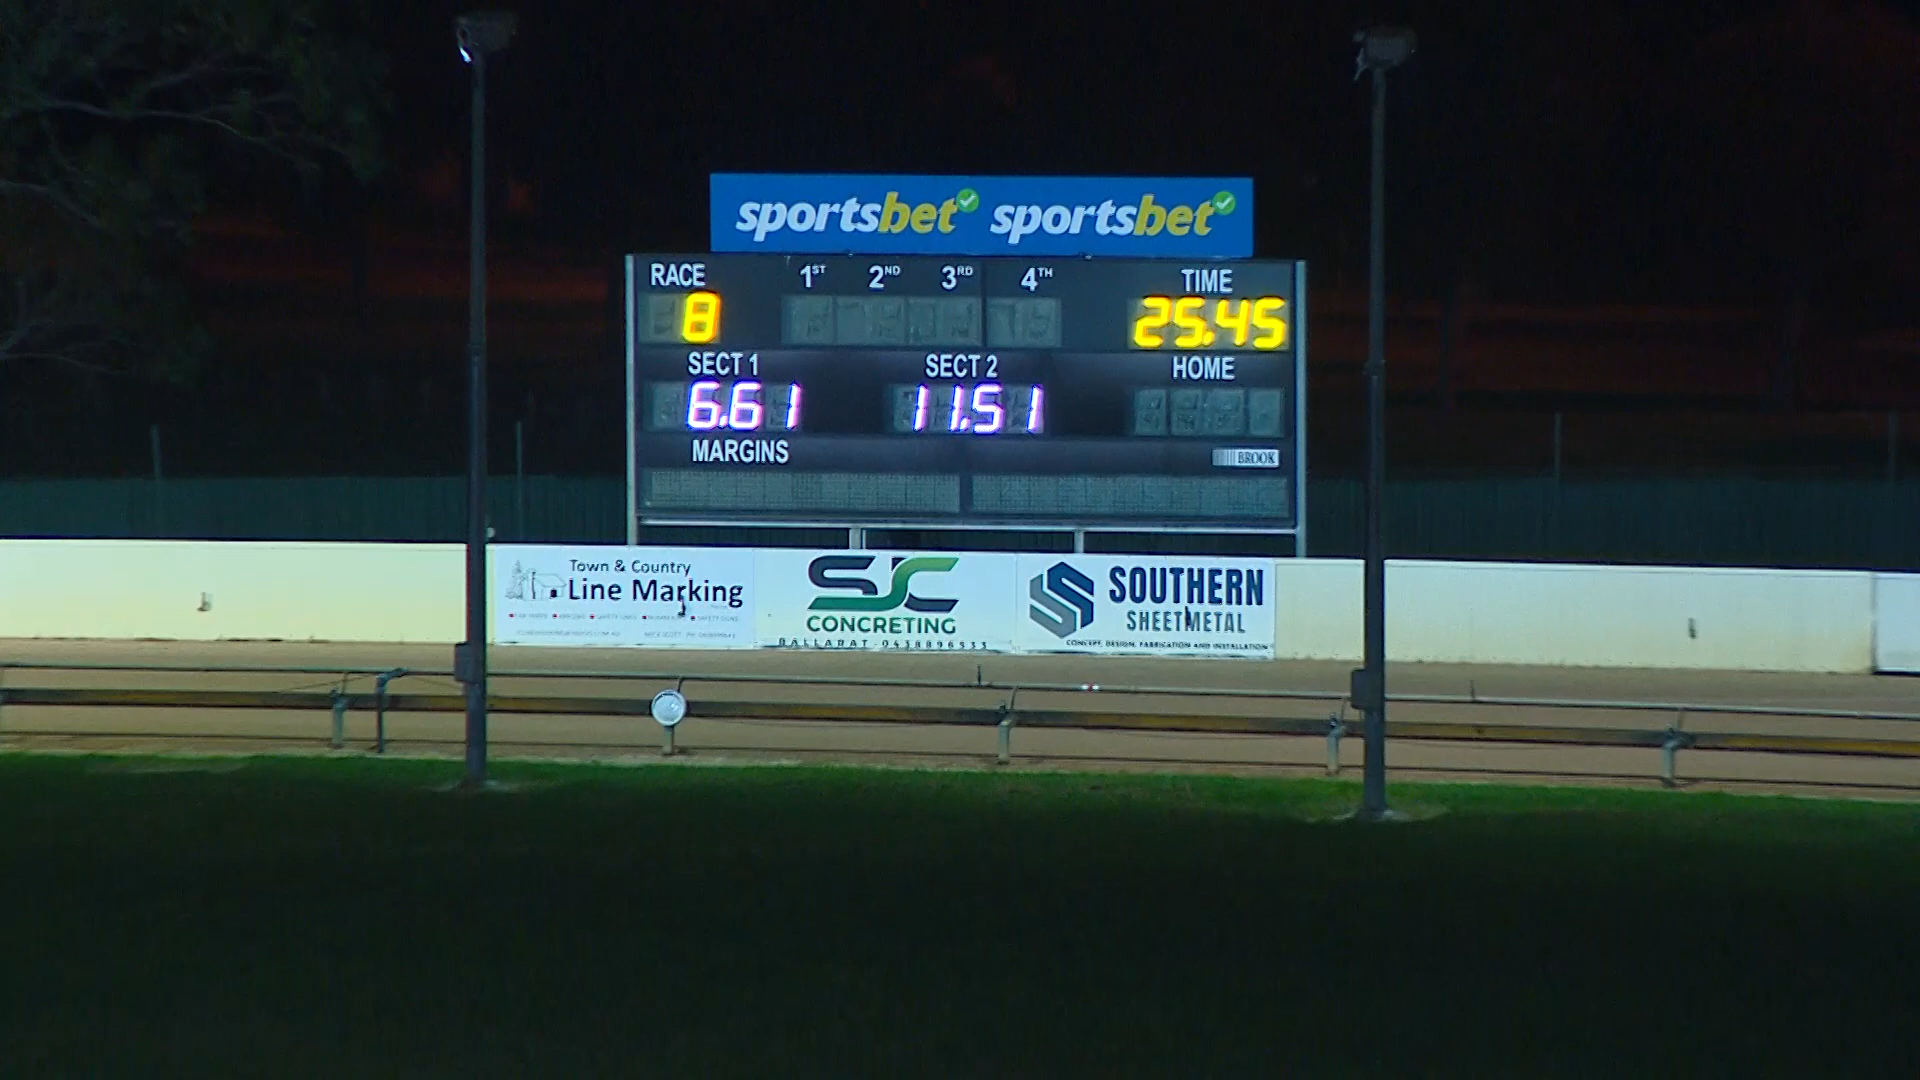 sportsbet sportsbet
RACE 1ST 2ND 3RD 4TH TIME
8 25.45
SECT 1 SECT 2 HOME
6.61 11.51
MARGINS
BROOK
Town & Country
Line Marking
SJC
CONCRETING
BALLARAT 0438896533
SOUTHERN
SHEETMETAL
CONCEPT, DESIGN, FABRICATION AND INSTALLATION